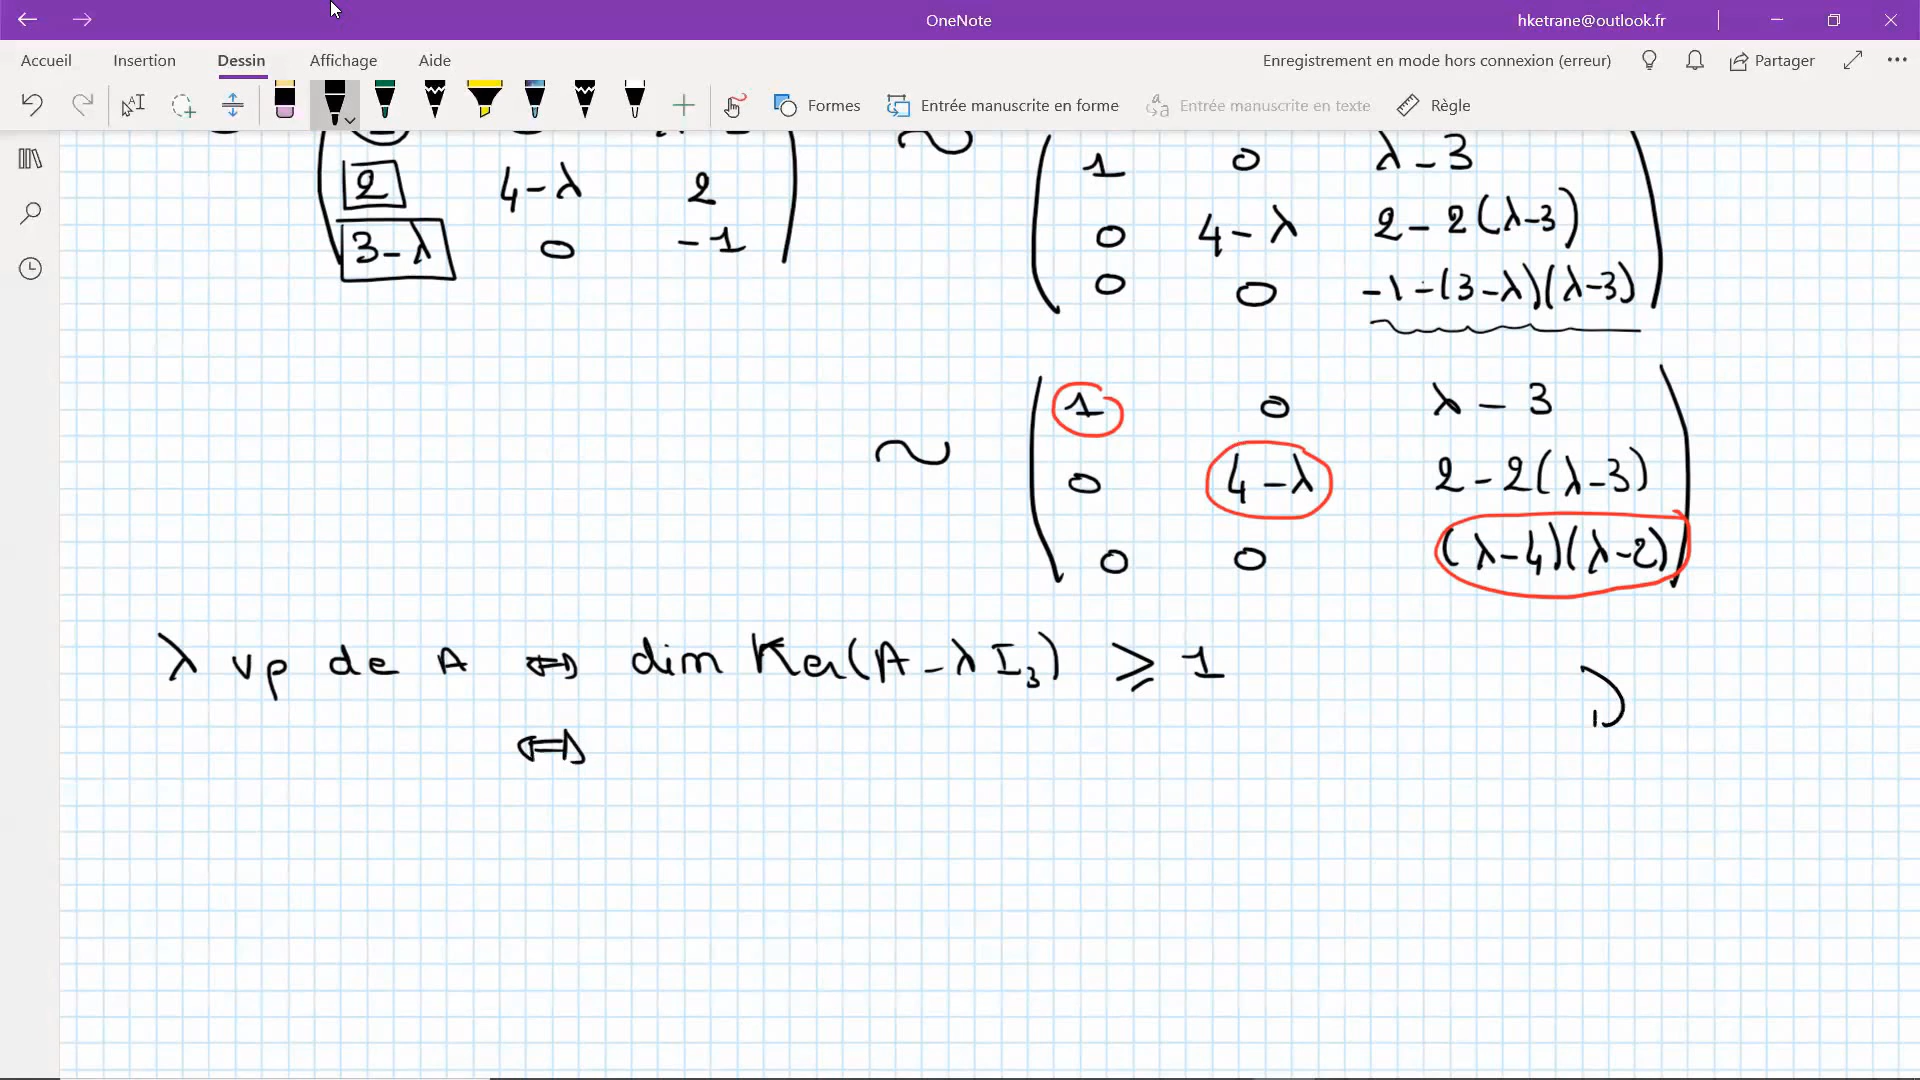 OneNote
hketrane@outlook.fr
Accueil Insertion Dessin Affichage Aide
Enregistrement en mode hors connexion (erreur)
Partager
Formes
Entrée manuscrite en forme
Entrée manuscrite en texte
Règle
2 4-λ 2
3-λ 0 -1
~
1 0 λ-3
0 4-λ 2-2(λ-3)
0 0 -1-(3-λ)(λ-3)
~
1 0 λ-3
0 4-λ 2-2(λ-3)
0 0 (λ-4)(λ-2)
λ vp de A ⟺ dim Ker(A-λI₃) ⩾ 1
⟺